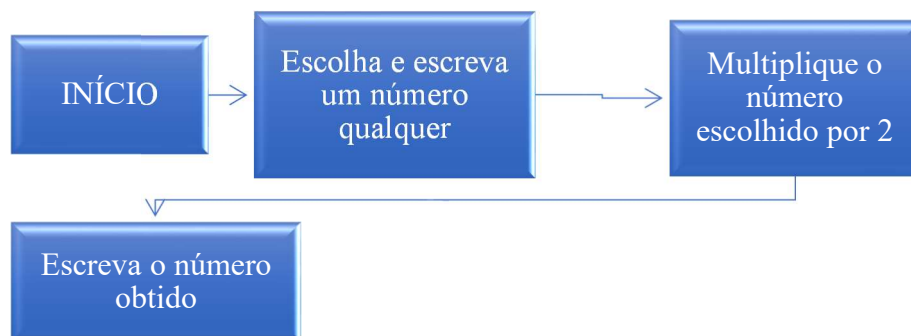 INÍCIO
Escolha e escreva
um número
qualquer
Multiplique o
número
escolhido por 2
Escreva o número
obtido